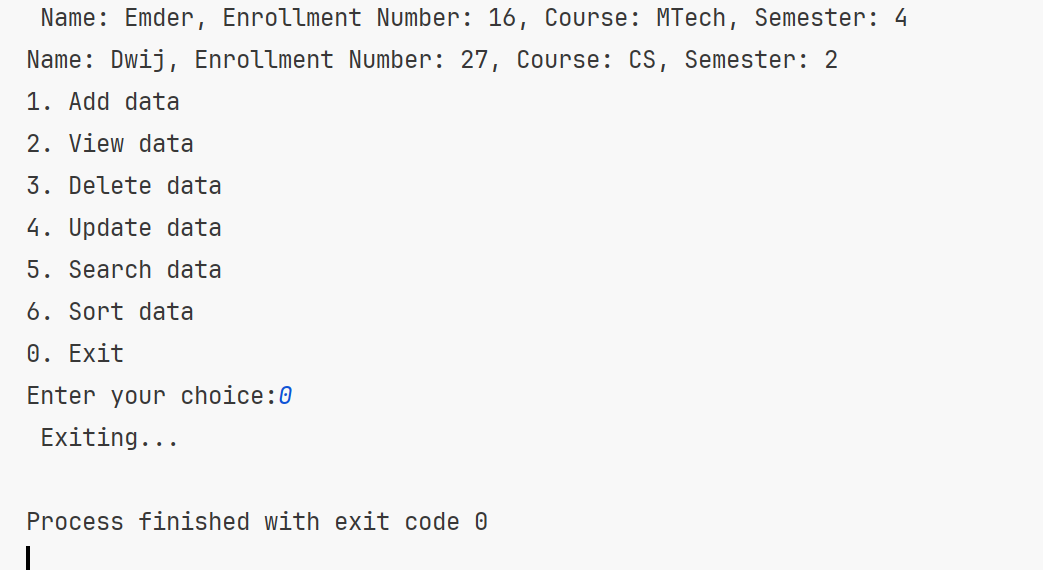 Name: Emder, Enrollment Number: 16, Course: MTech, Semester: 4
Name: Dwij, Enrollment Number: 27, Course: CS, Semester: 2
1. Add data
2. View data
3. Delete data
4. Update data
5. Search data
6. Sort data
0. Exit
Enter your choice:0
Exiting...
Process finished with exit code 0